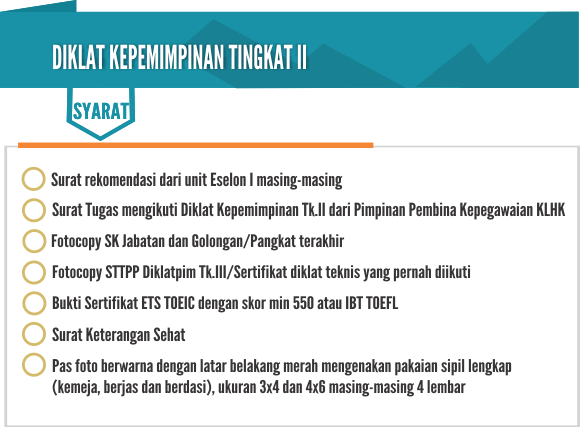 DIKLAT KEPEMIMPINAN TINGKAT II
SYARAT
Surat rekomendasi dari unit Eselon I masing-masing
Surat Tugas mengikuti Diklat Kepemimpinan Tk.II dari Pimpinan Pembina Kepegawaian KLHK
Fotocopy SK Jabatan dan Golongan/Pangkat terakhir
Fotocopy STTPP Diklatpim Tk.III/Sertifikat diklat teknis yang pernah diikuti
Bukti Sertifikat ETS TOEIC dengan skor min 550 atau IBT TOEFL
Surat Keterangan Sehat
Pas foto berwarna dengan latar belakang merah mengenakan pakaian sipil lengkap
(kemeja, berjas dan berdasi), ukuran 3x4 dan 4x6 masing-masing 4 lembar